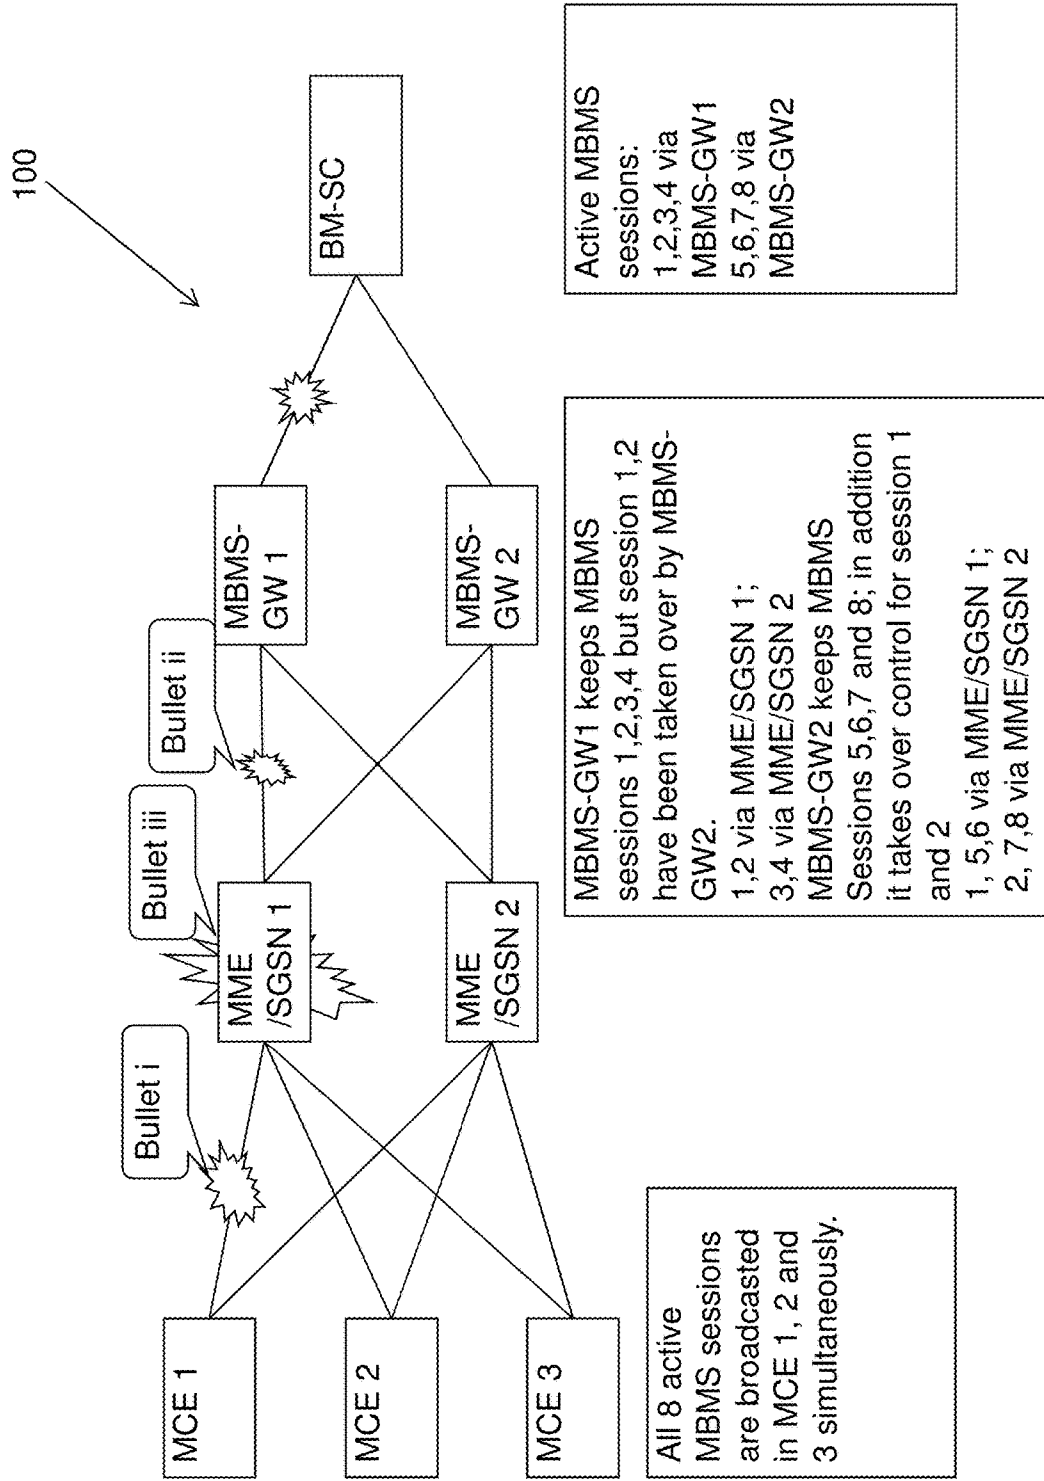 100
BM-SC
MBMS-
GW 1
MBMS-
GW 2
Bullet ii
Bullet iii
MME
/SGSN 1
MME
/SGSN 2
Bullet i
MCE 1
MCE 2
MCE 3
All 8 active
MBMS sessions
are broadcasted
in MCE 1, 2 and
3 simultaneously.
MBMS-GW1 keeps MBMS
sessions 1,2,3,4 but session 1,2
have been taken over by MBMS-
GW2.
1,2 via MME/SGSN 1;
3,4 via MME/SGSN 2
MBMS-GW2 keeps MBMS
Sessions 5,6,7 and 8; in addition
it takes over control for session 1
and 2
1, 5,6 via MME/SGSN 1;
2, 7,8 via MME/SGSN 2
Active MBMS
sessions:
1,2,3,4 via
MBMS-GW1
5,6,7,8 via
MBMS-GW2